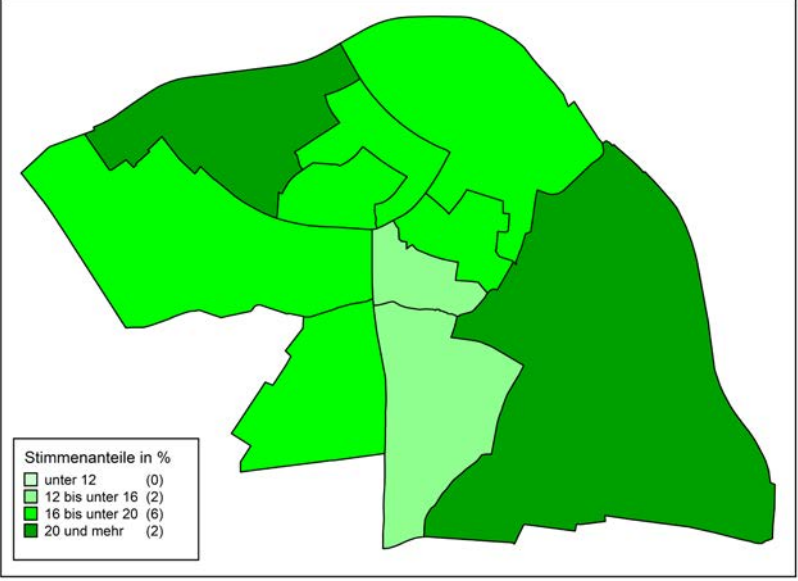 Stimmenanteile in %
unter 12 (0)
12 bis unter 16 (2)
16 bis unter 20 (6)
20 und mehr (2)